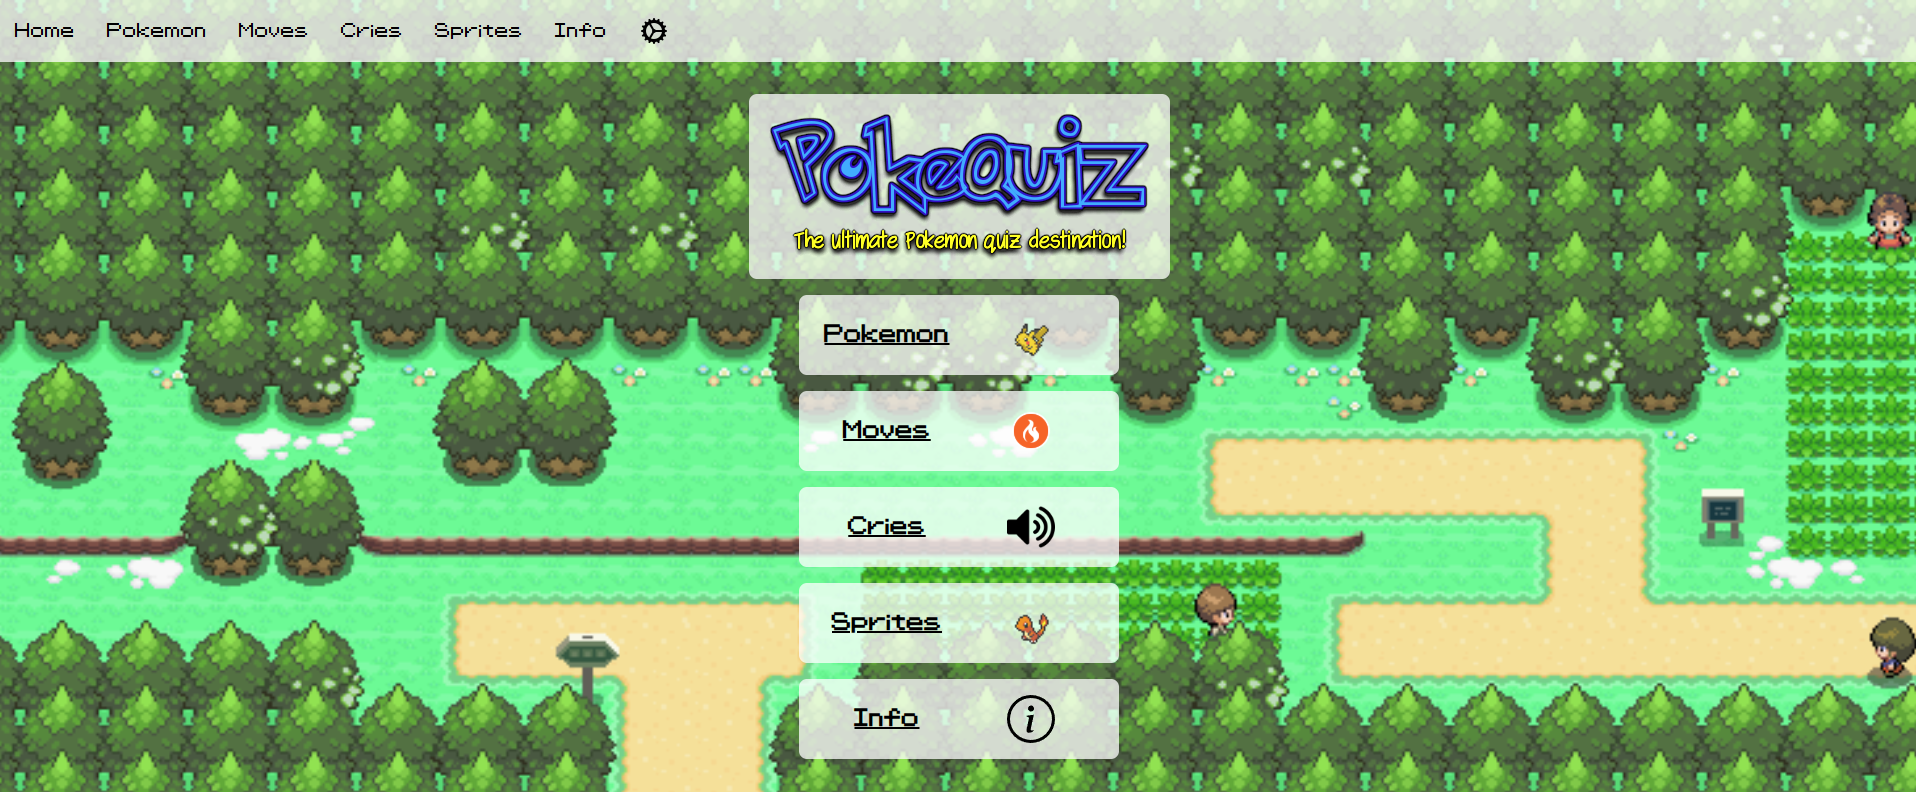 Home Pokemon Moves Cries Sprites Info
PokeQuiz
The ultimate Pokemon quiz destination!
Pokemon
Moves
Cries
Sprites
Info